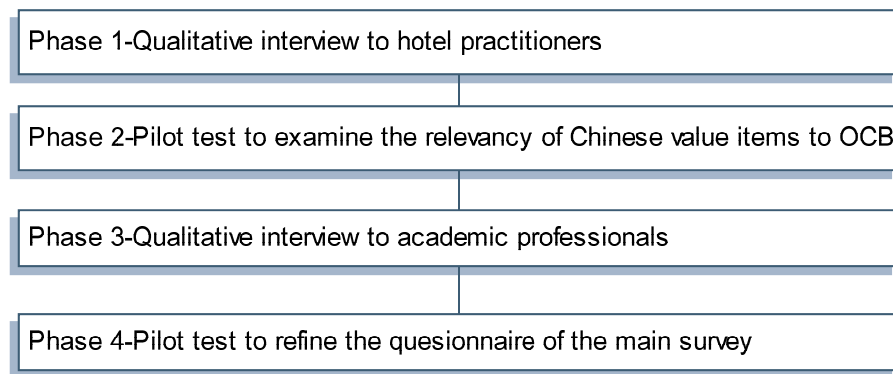 Phase 1-Qualitative interview to hotel practitioners
Phase 2-Pilot test to examine the relevancy of Chinese value items to OCB
Phase 3-Qualitative interview to academic professionals
Phase 4-Pilot test to refine the quesionnaire of the main survey